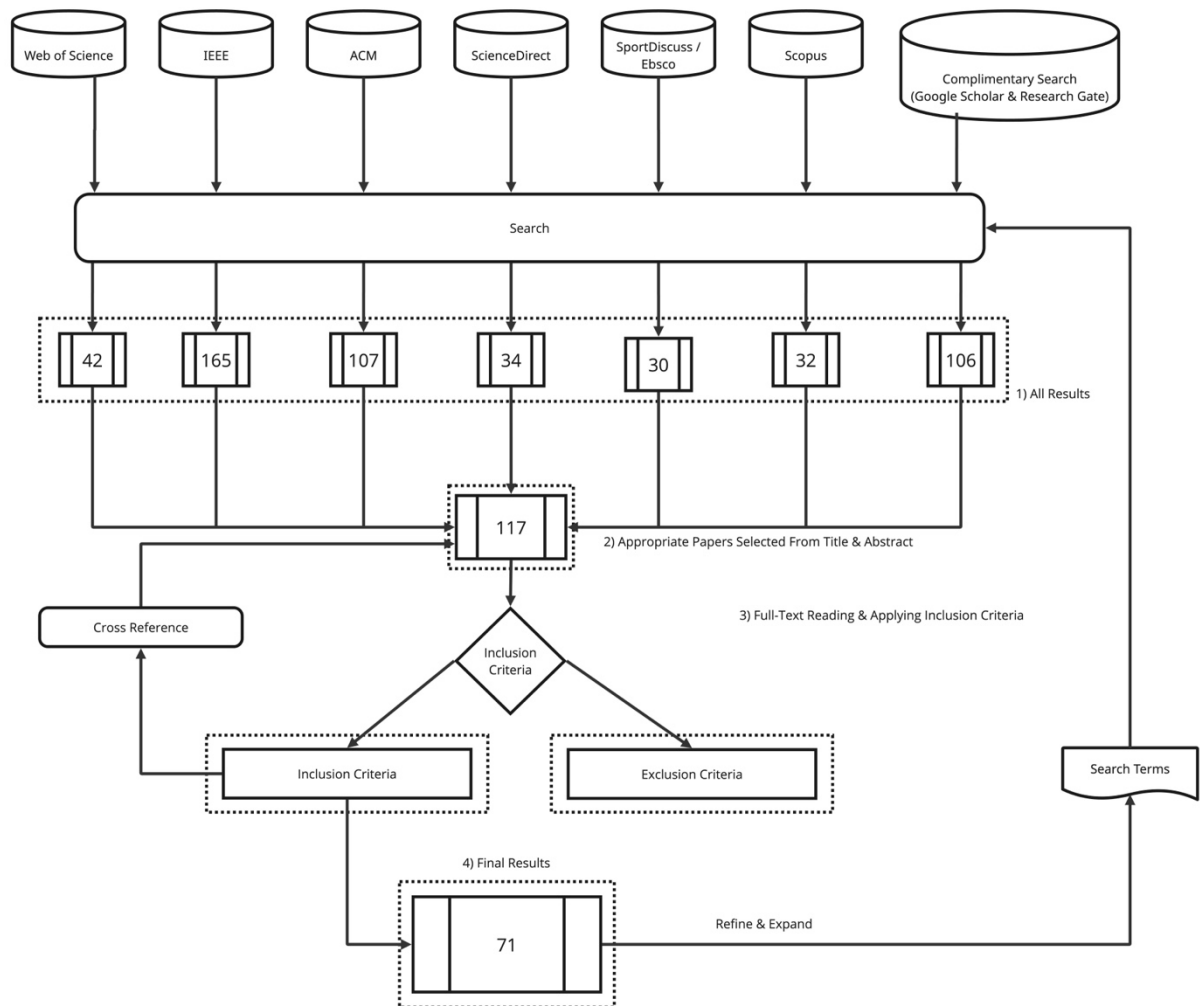 Web of Science
IEEE
ACM
ScienceDirect
SportDiscuss /
Ebsco
Scopus
Complimentary Search
(Google Scholar & Research Gate)
Search
42
165
107
34
30
32
106
1) All Results
117
2) Appropriate Papers Selected From Title & Abstract
3) Full-Text Reading & Applying Inclusion Criteria
Cross Reference
Inclusion
Criteria
Inclusion Criteria
Exclusion Criteria
Search Terms
4) Final Results
71
Refine & Expand